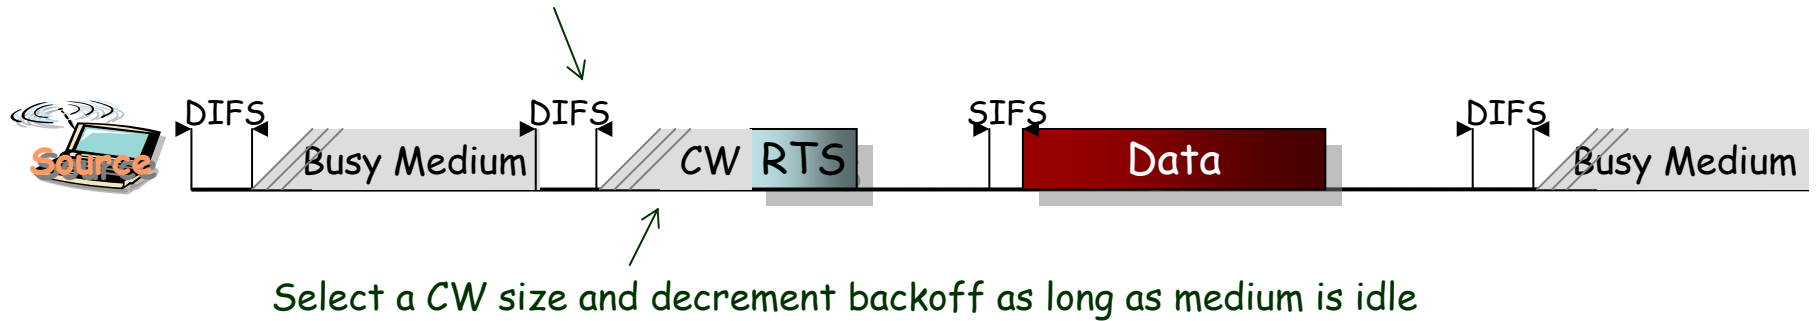 DIFS DIFS SIFS DIFS
Source Busy Medium CW RTS Data Busy Medium
Select a CW size and decrement backoff as long as medium is idle